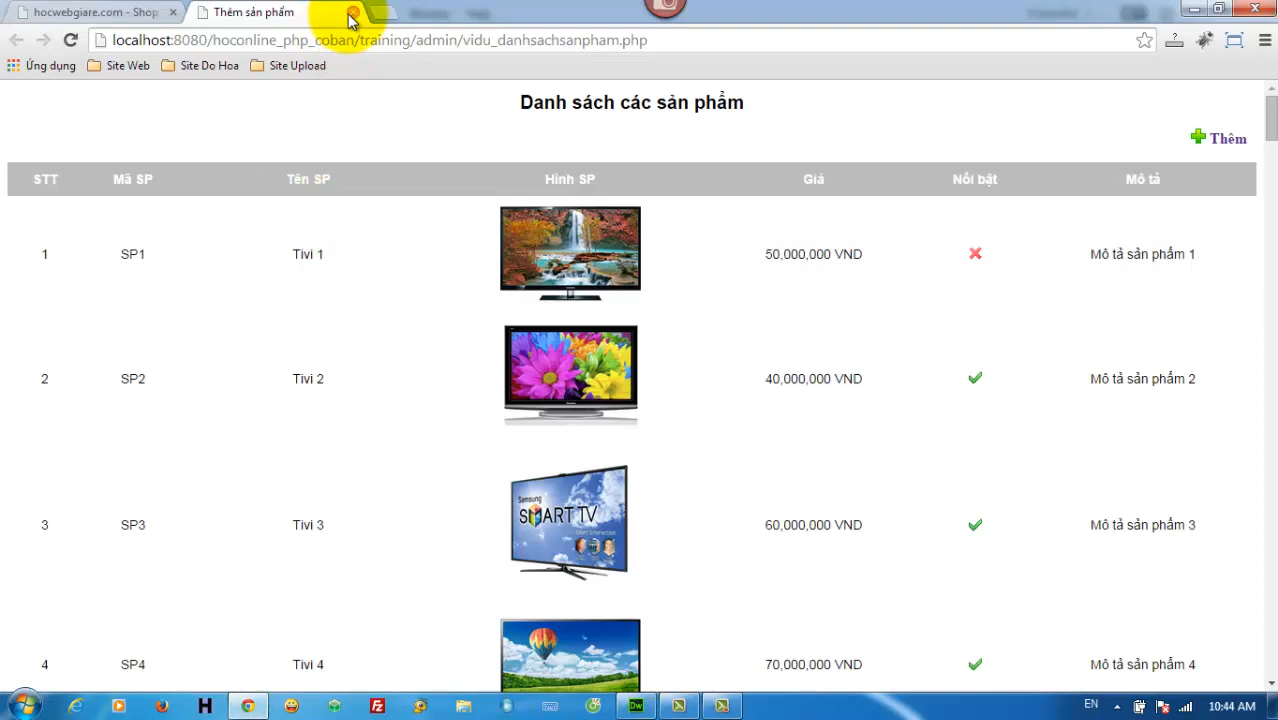 hocwebgiare.com - Shop
Thêm sản phẩm
localhost:8080/hoconline_php_coban/training/admin/vidu_danhsachsanpham.php
Ứng dụng Site Web Site Do Hoa Site Upload
Danh sách các sản phẩm
Thêm
STT Mã SP Tên SP Hình SP Giá Nổi bật Mô tả
1 SP1 Tivi 1 50,000,000 VND Mô tả sản phẩm 1
2 SP2 Tivi 2 40,000,000 VND Mô tả sản phẩm 2
Samsung
SMART TV
3 SP3 Tivi 3 60,000,000 VND Mô tả sản phẩm 3
4 SP4 Tivi 4 70,000,000 VND Mô tả sản phẩm 4
H Fz Dw EN 10:44 AM